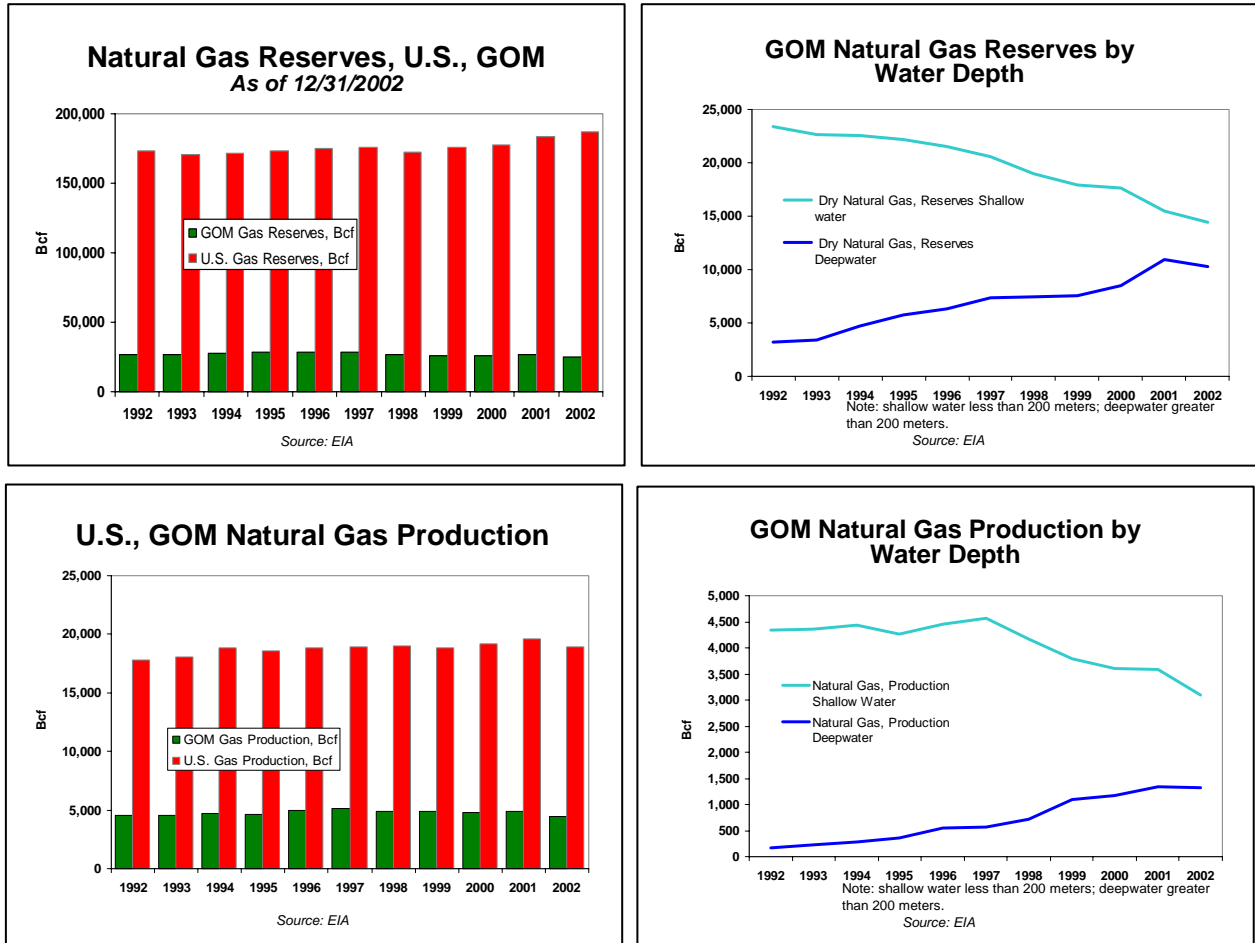 Natural Gas Reserves, U.S., GOM
As of 12/31/2002
200,000
150,000
100,000
50,000
0
Bcf
GOM Gas Reserves, Bcf
U.S. Gas Reserves, Bcf
1992 1993 1994 1995 1996 1997 1998 1999 2000 2001 2002
Source: EIA
GOM Natural Gas Reserves by
Water Depth
25,000
20,000
15,000
10,000
5,000
0
Bcf
Dry Natural Gas, Reserves Shallow
water
Dry Natural Gas, Reserves
Deepwater
1992 1993 1994 1995 1996 1997 1998 1999 2000 2001 2002
Note: shallow water less than 200 meters; deepwater greater
than 200 meters.
Source: EIA
U.S., GOM Natural Gas Production
25,000
20,000
15,000
10,000
5,000
0
Bcf
GOM Gas Production, Bcf
U.S. Gas Production, Bcf
1992 1993 1994 1995 1996 1997 1998 1999 2000 2001 2002
Source: EIA
GOM Natural Gas Production by
Water Depth
5,000
4,500
4,000
3,500
3,000
2,500
2,000
1,500
1,000
500
0
Bcf
Natural Gas, Production
Shallow Water
Natural Gas, Production
Deepwater
1992 1993 1994 1995 1996 1997 1998 1999 2000 2001 2002
Note: shallow water less than 200 meters; deepwater greater
than 200 meters.
Source: EIA